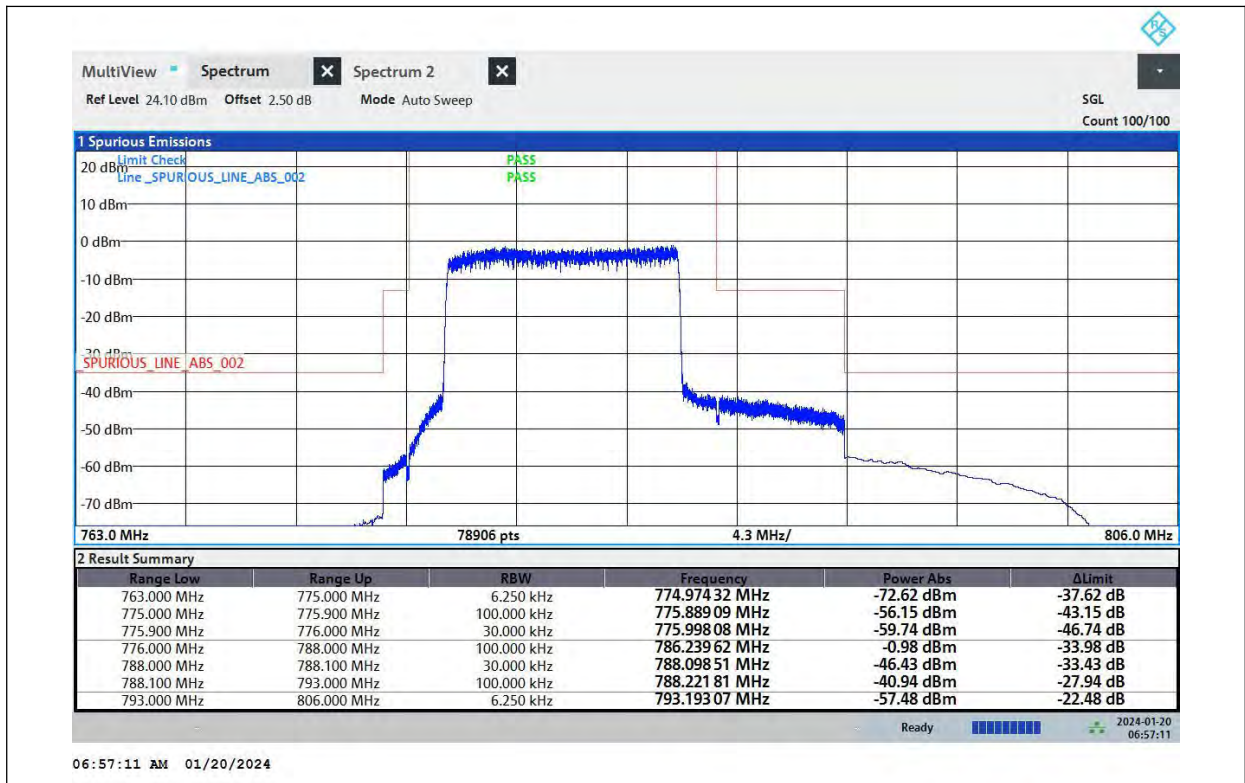 R&S
MultiView Spectrum X Spectrum 2 X
Ref Level 24.10 dBm Offset 2.50 dB Mode Auto Sweep SGL
Count 100/100
1 Spurious Emissions
Limit Check PASS
20 dBm
Line _SPURIOUS_LINE_ABS_002 PASS
10 dBm
0 dBm
-10 dBm
-20 dBm
-30 dBm
_SPURIOUS_LINE_ABS_002
-40 dBm
-50 dBm
-60 dBm
-70 dBm
763.0 MHz 78906 pts 4.3 MHz/ 806.0 MHz
2 Result Summary
Range Low Range Up RBW Frequency Power Abs ΔLimit
763.000 MHz 775.000 MHz 6.250 kHz 774.974 32 MHz -72.62 dBm -37.62 dB
775.000 MHz 775.900 MHz 100.000 kHz 775.889 09 MHz -56.15 dBm -43.15 dB
775.900 MHz 776.000 MHz 30.000 kHz 775.998 08 MHz -59.74 dBm -46.74 dB
776.000 MHz 788.000 MHz 100.000 kHz 786.239 62 MHz -0.98 dBm -33.98 dB
788.000 MHz 788.100 MHz 30.000 kHz 788.098 51 MHz -46.43 dBm -33.43 dB
788.100 MHz 793.000 MHz 100.000 kHz 788.221 81 MHz -40.94 dBm -27.94 dB
793.000 MHz 806.000 MHz 6.250 kHz 793.193 07 MHz -57.48 dBm -22.48 dB
Ready 2024-01-20
06:57:11
06:57:11 AM 01/20/2024